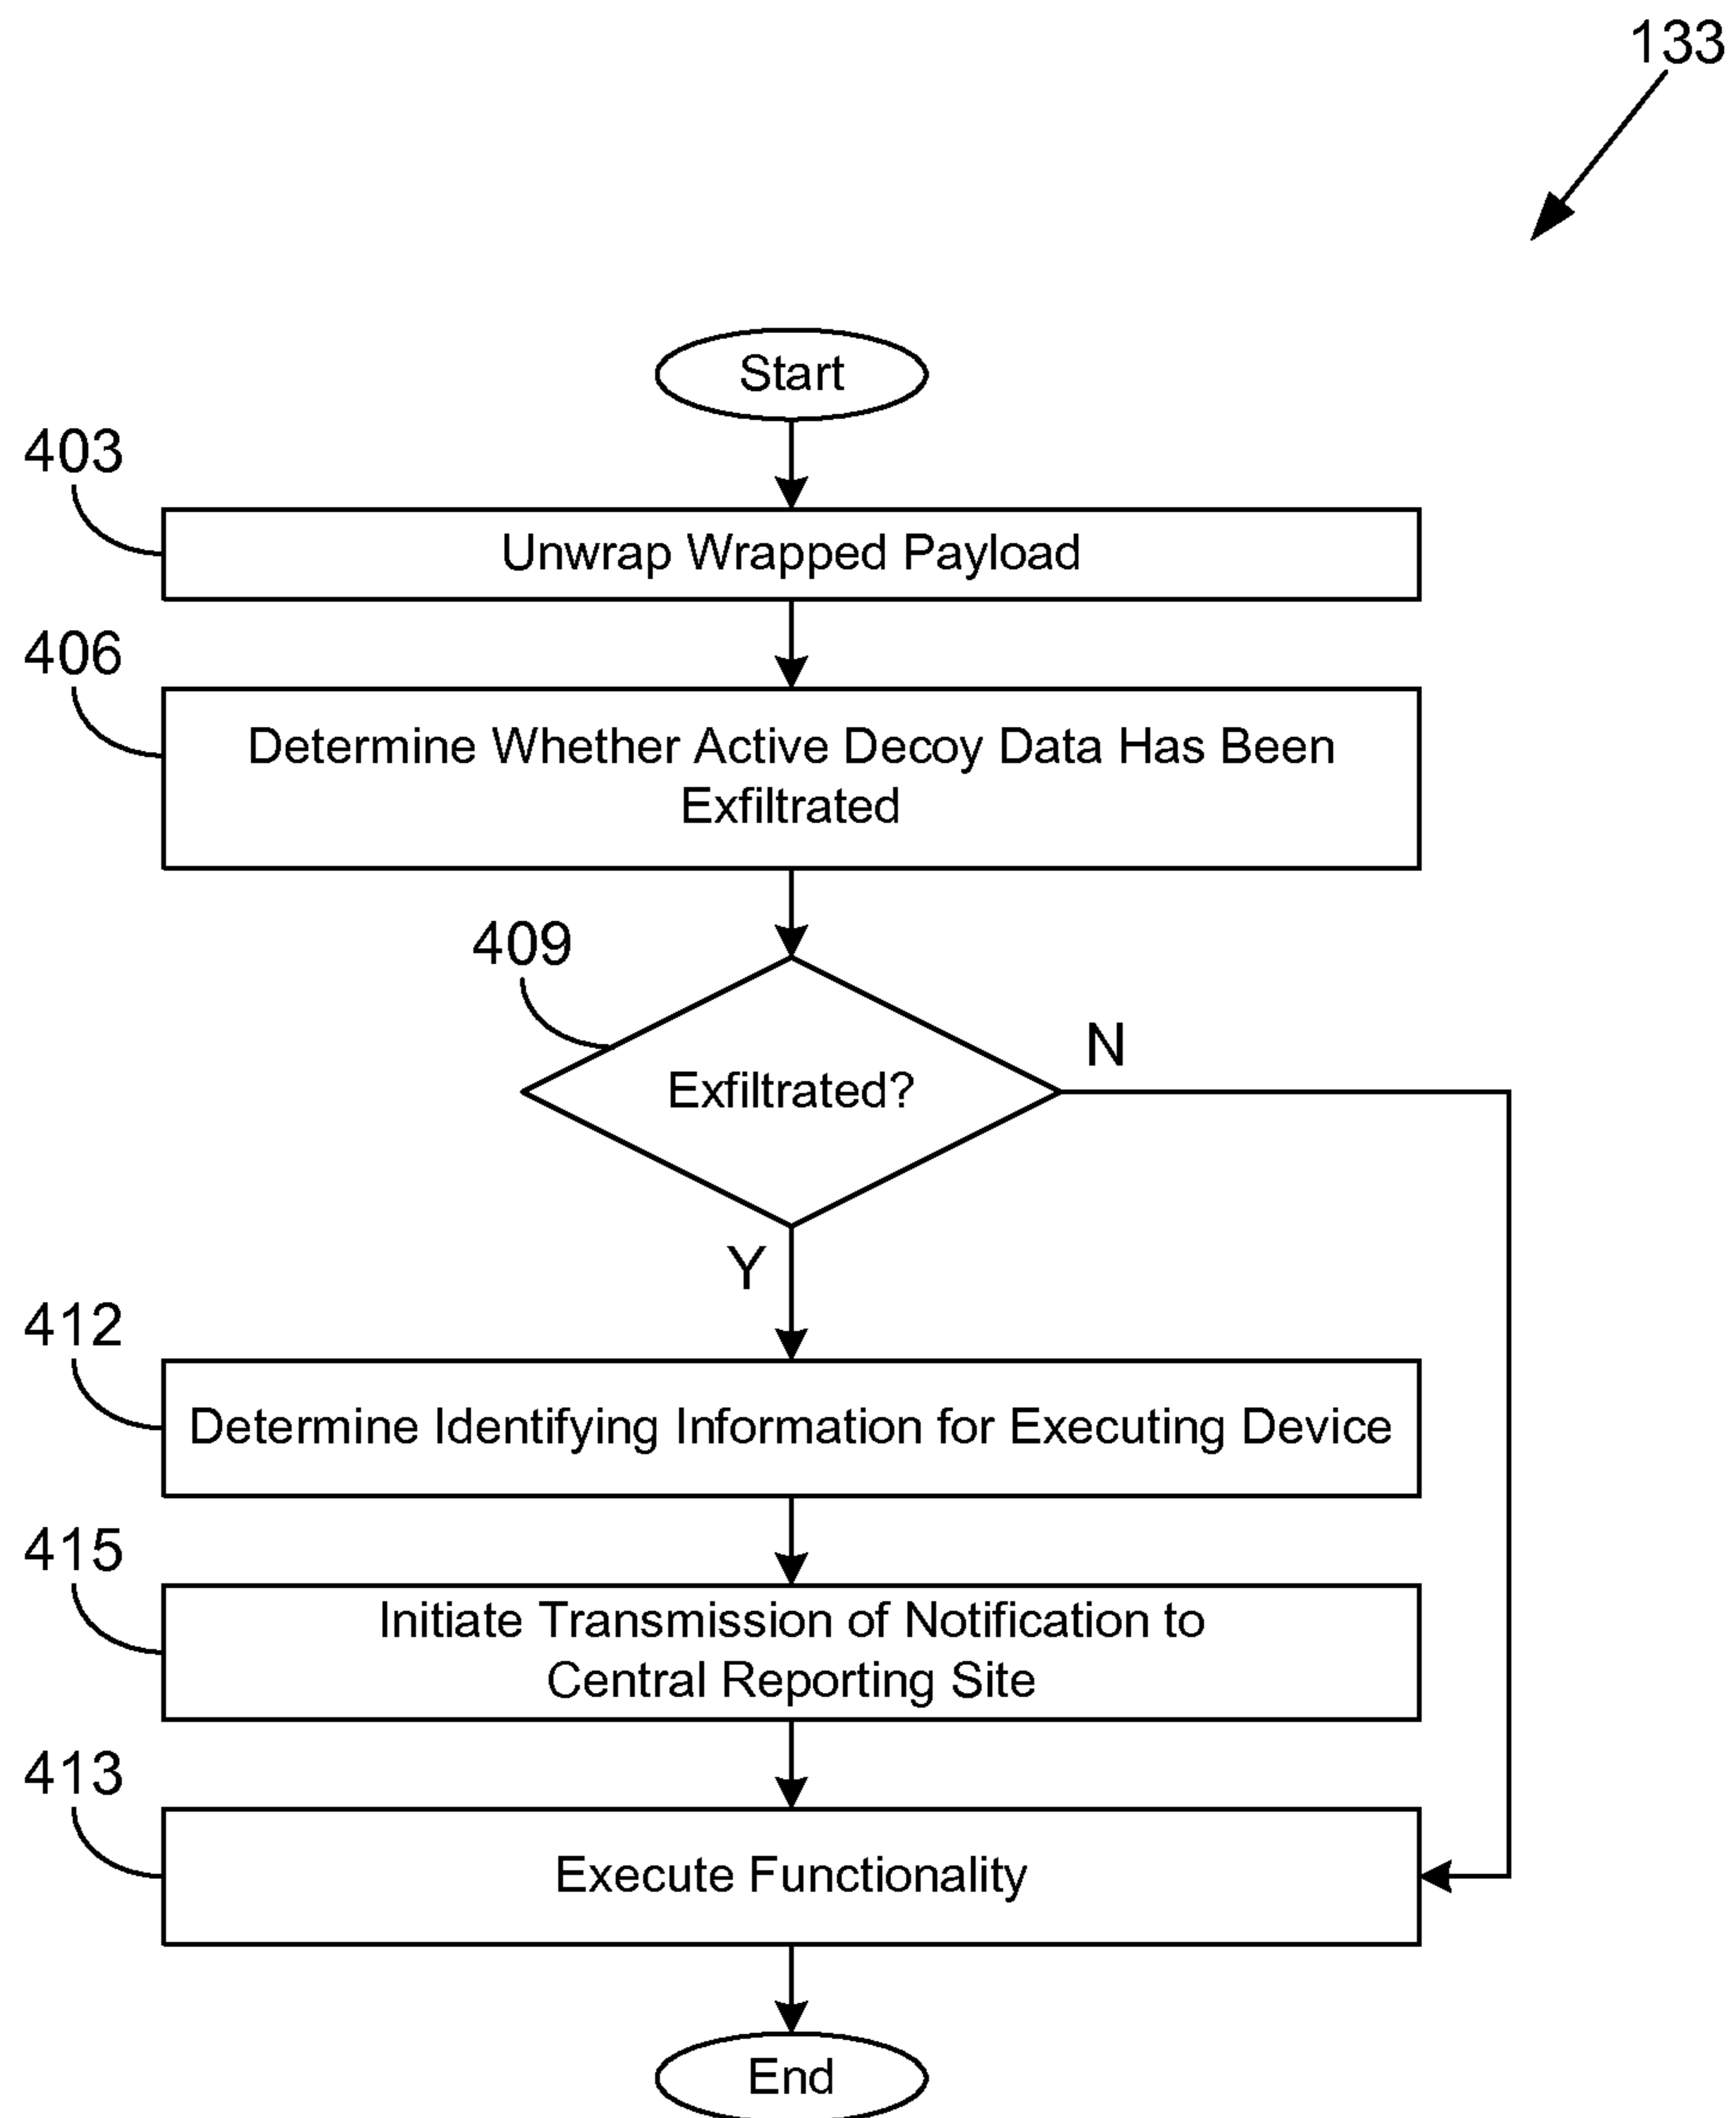 133
Start
403
Unwrap Wrapped Payload
406
Determine Whether Active Decoy Data Has Been
Exfiltrated
409
Exfiltrated?
N
Y
412
Determine Identifying Information for Executing Device
415
Initiate Transmission of Notification to
Central Reporting Site
413
Execute Functionality
End